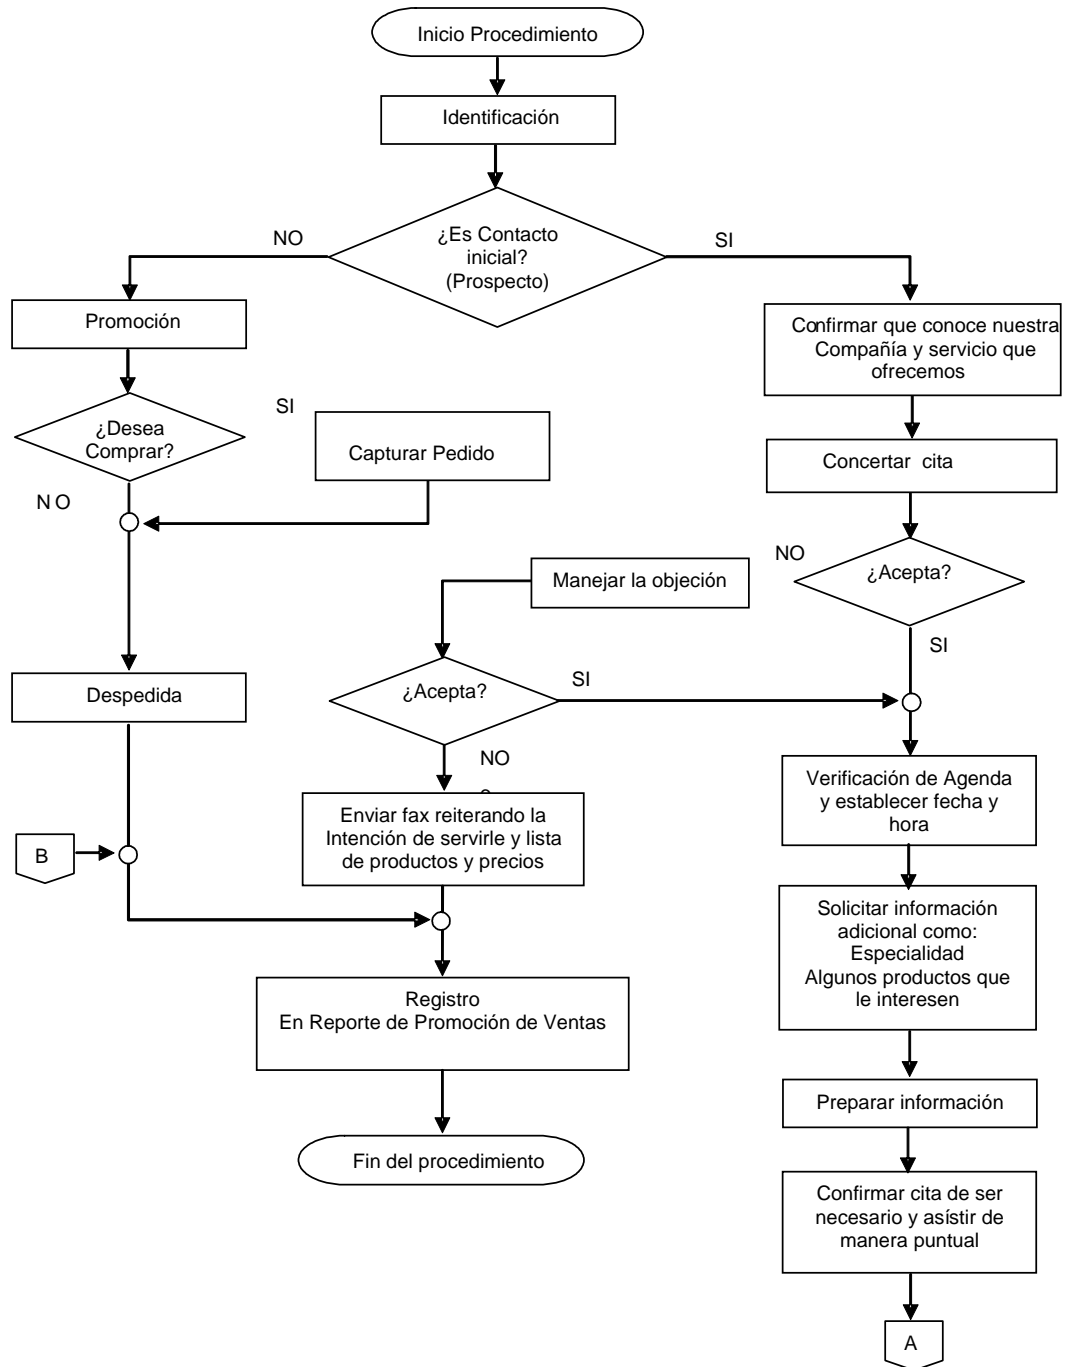 Inicio Procedimiento
Identificación
¿Es Contacto
inicial?
(Prospecto)
NO
SI
Promoción
Confirmar que conoce nuestra
Compañía y servicio que
ofrecemos
¿Desea
Comprar?
SI
Capturar Pedido
Concertar cita
NO
NO
¿Acepta?
Manejar la objeción
SI
Despedida
¿Acepta?
SI
NO
Verificación de Agenda
y establecer fecha y
hora
Enviar fax reiterando la
Intención de servirle y lista
de productos y precios
B
Solicitar información
adicional como:
Especialidad
Algunos productos que
le interesen
Registro
En Reporte de Promoción de Ventas
Preparar información
Fin del procedimiento
Confirmar cita de ser
necesario y asístir de
manera puntual
A